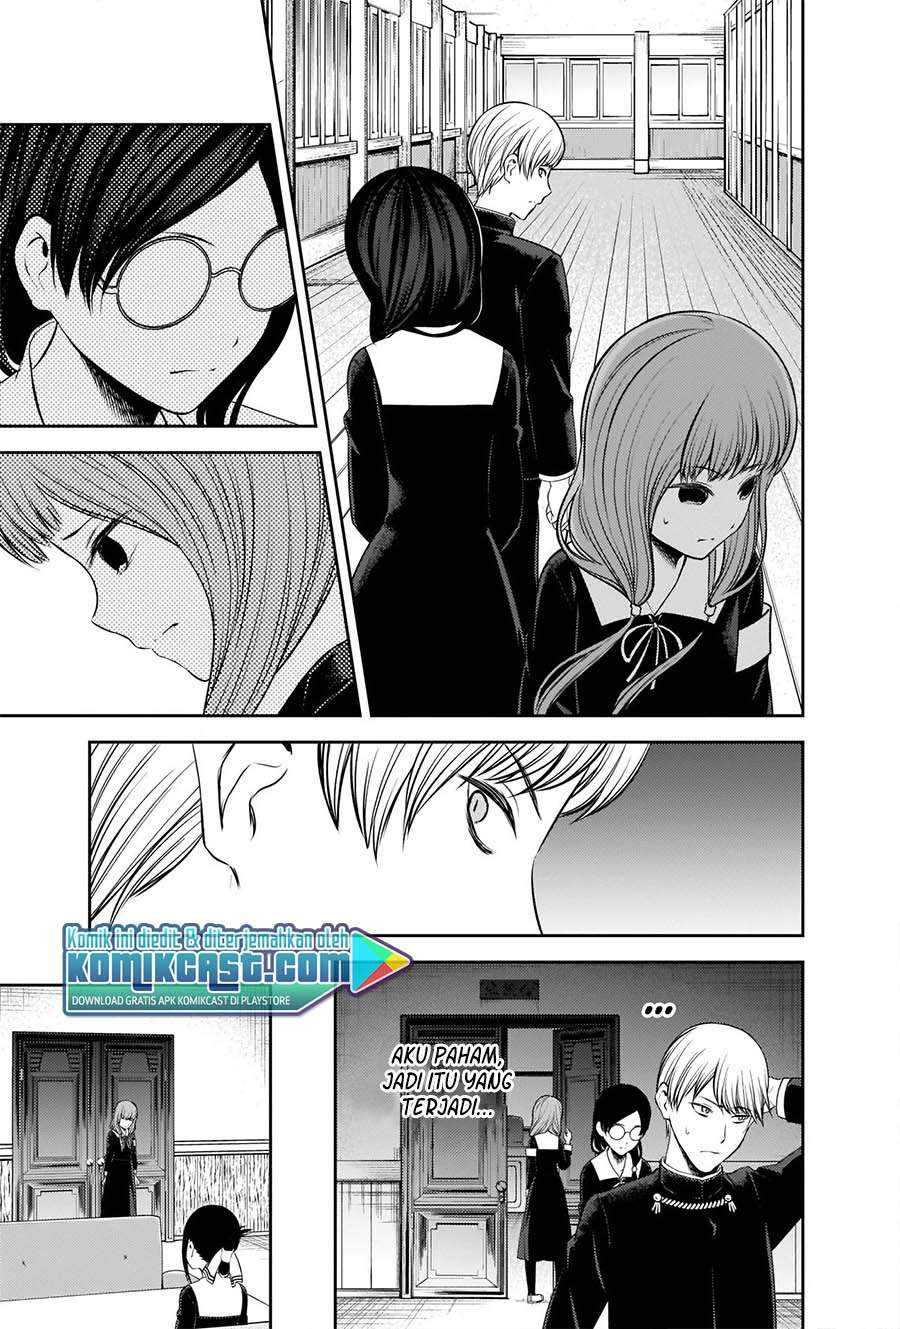 Komik ini diedit & diterjemahkan oleh
KOMIKCAST.COM
DOWNLOAD GRATIS APK KOMIKCAST DI PLAYSTORE
...
AKU PAHAM,
JADI ITU YANG
TERJADI...